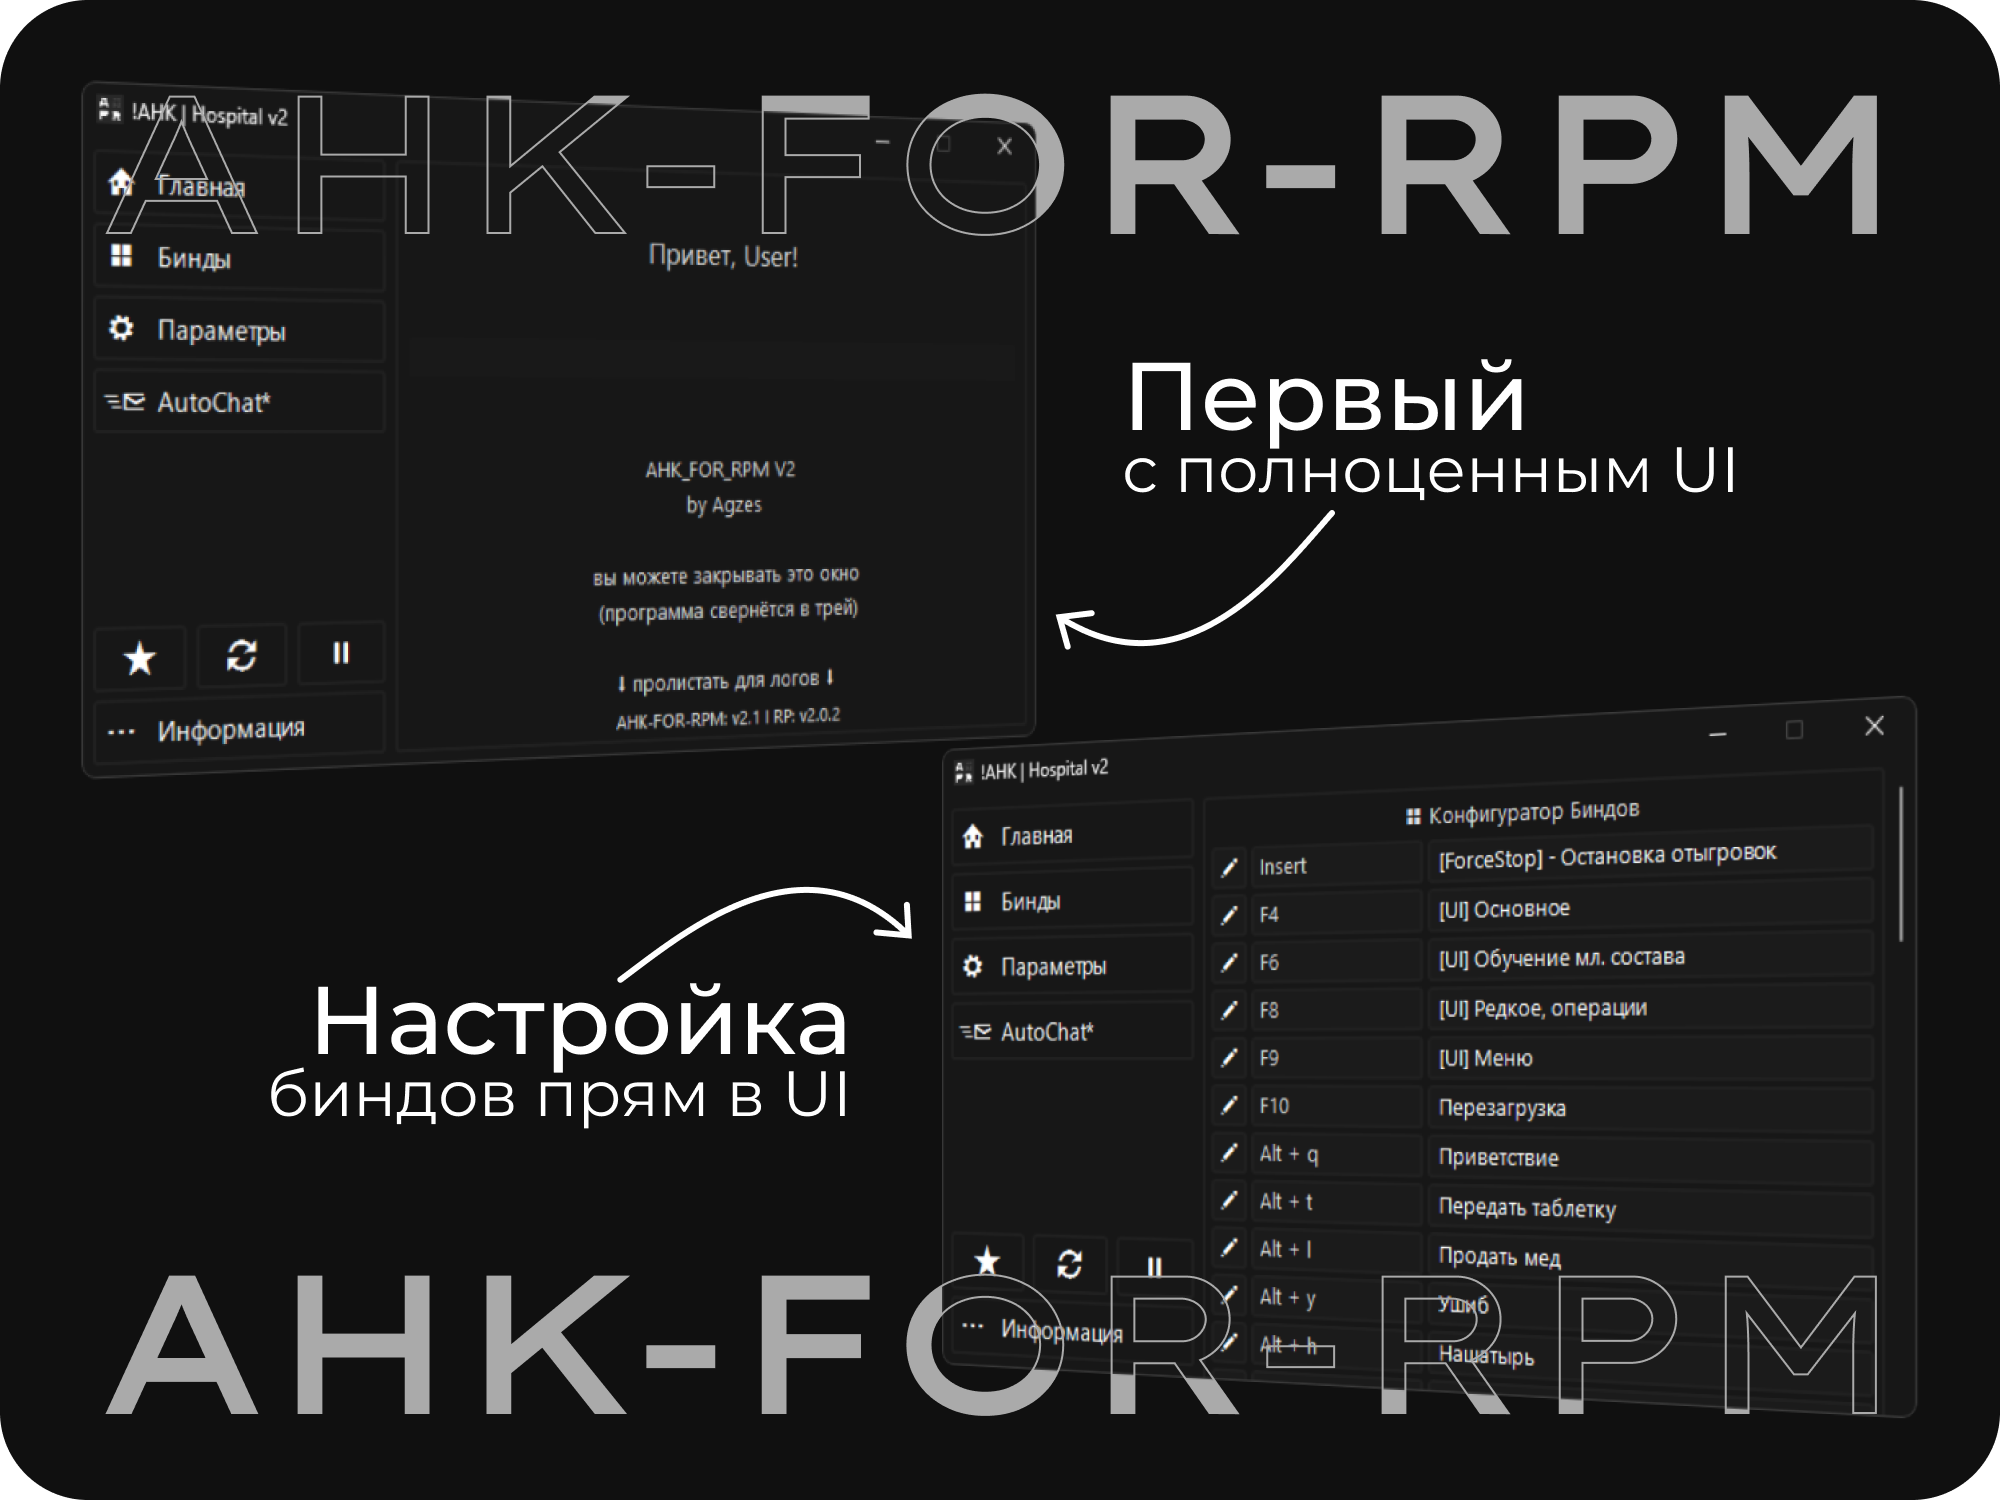 AHK-FOR-RPM
!AHK | Hospital v2
Главная
Бинды
Параметры
AutoChat*
Информация
Привет, User!
AHK_FOR_RPM V2
by Agzes
вы можете закрывать это окно
(программа свернётся в трей)
⬇ пролистать для логов ⬇
AHK-FOR-RPM: v2.1 | RP: v2.0.2
Первый
с полноценным UI
Настройка
биндов прям в UI
!AHK | Hospital v2
Главная
Бинды
Параметры
AutoChat*
Информация
Конфигуратор Биндов
Insert [ForceStop] - Остановка отыгровок
F4 [UI] Основное
F6 [UI] Обучение мл. состава
F8 [UI] Редкое, операции
F9 [UI] Меню
F10 Перезагрузка
Alt + q Приветствие
Alt + t Передать таблетку
Alt + l Продать мед
Alt + y Ушиб
Alt + h Нашатырь
AHK-FOR-RPM